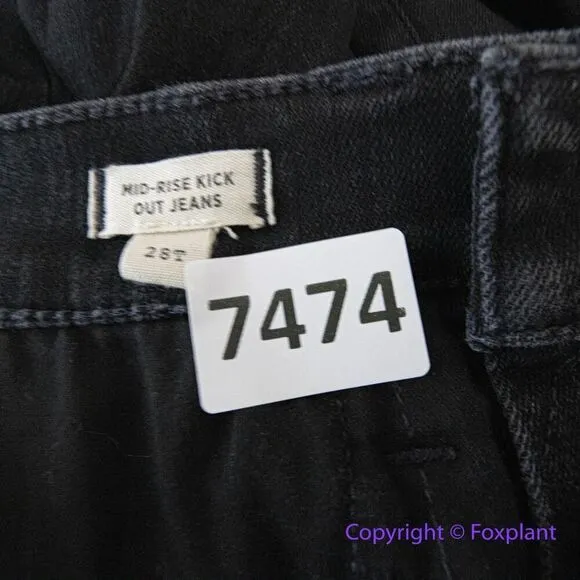 MID-RISE KICK
OUT JEANS
28T
7474
Copyright © Foxplant